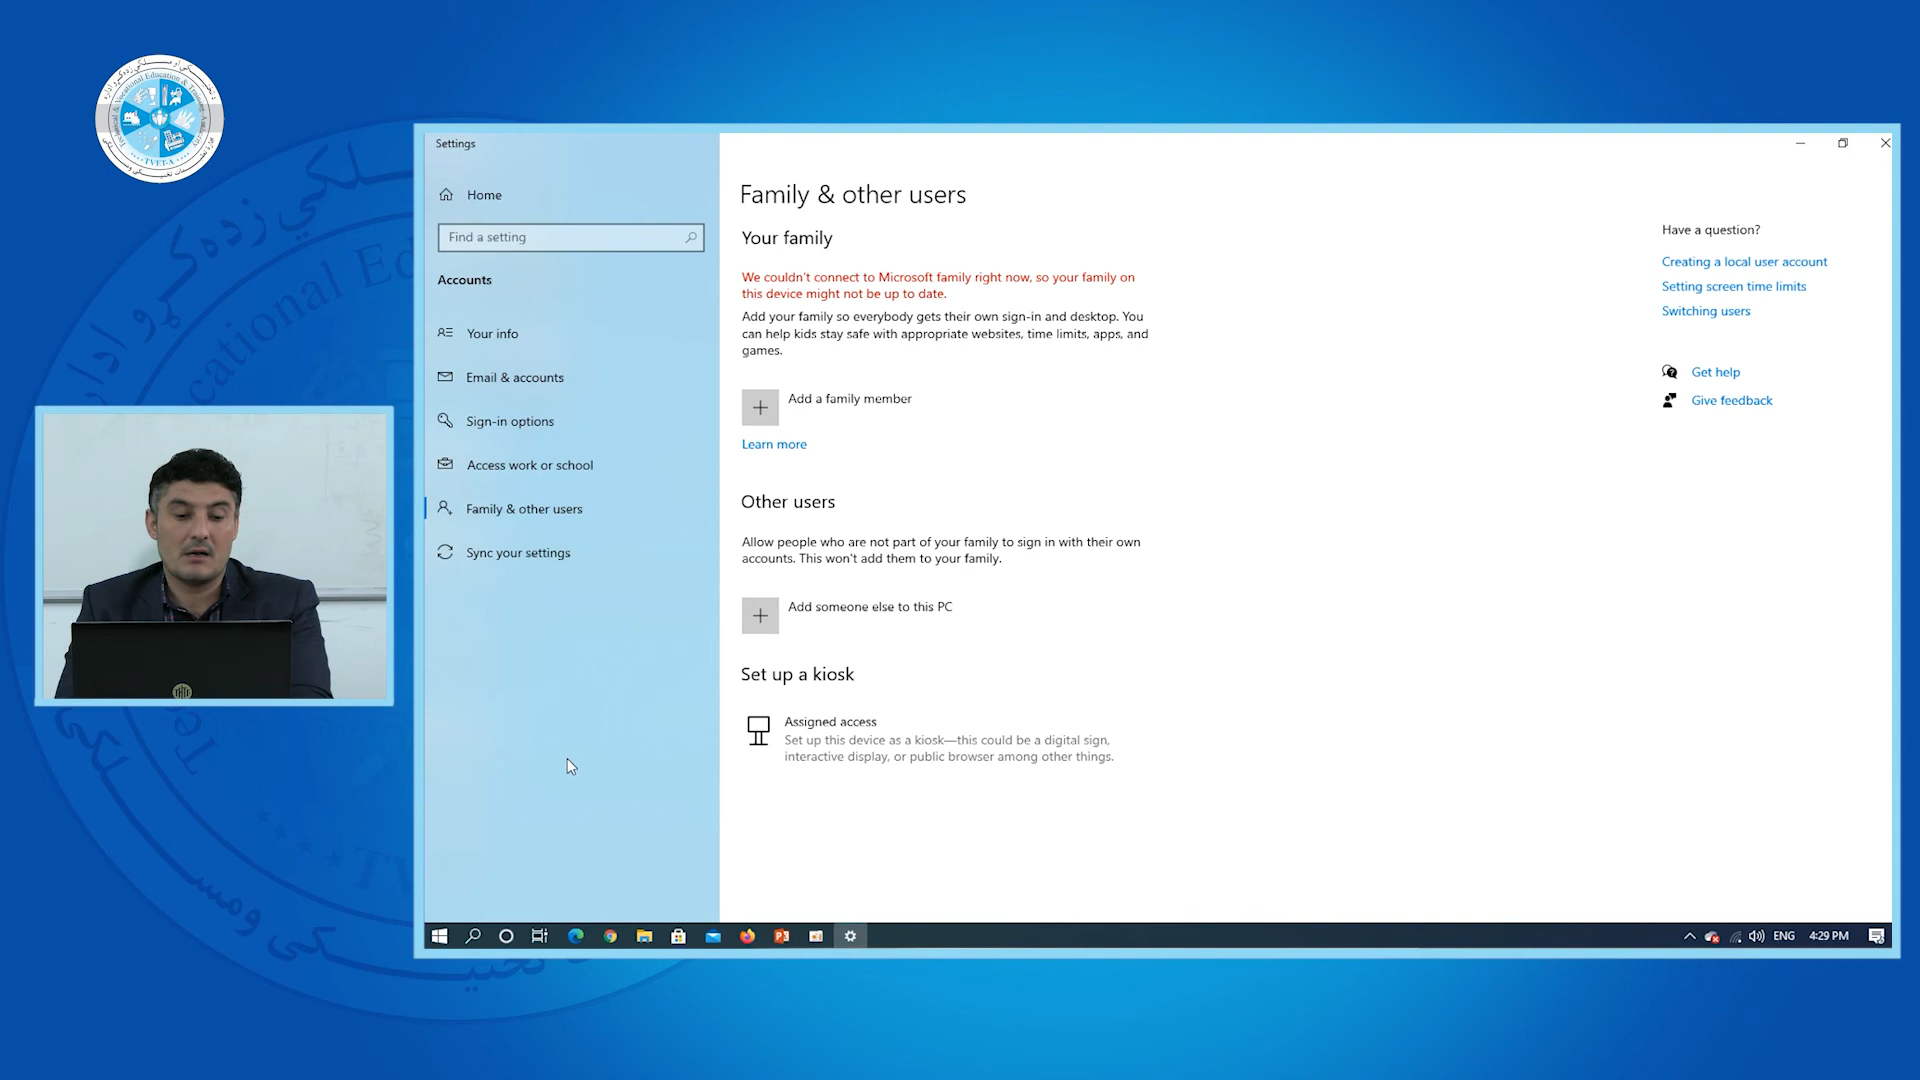 Technical & Vocational Education & Training Authority
TVET-A
Settings
Home
Find a setting
Accounts
Your info
Email & accounts
Sign-in options
Access work or school
Family & other users
Sync your settings
Family & other users
Your family
We couldn't connect to Microsoft family right now, so your family on
this device might not be up to date.
Add your family so everybody gets their own sign-in and desktop. You
can help kids stay safe with appropriate websites, time limits, apps, and
games.
Add a family member
Learn more
Other users
Allow people who are not part of your family to sign in with their own
accounts. This won't add them to your family.
Add someone else to this PC
Set up a kiosk
Assigned access
Set up this device as a kiosk—this could be a digital sign,
interactive display, or public browser among other things.
Have a question?
Creating a local user account
Setting screen time limits
Switching users
Get help
Give feedback
ENG
4:29 PM